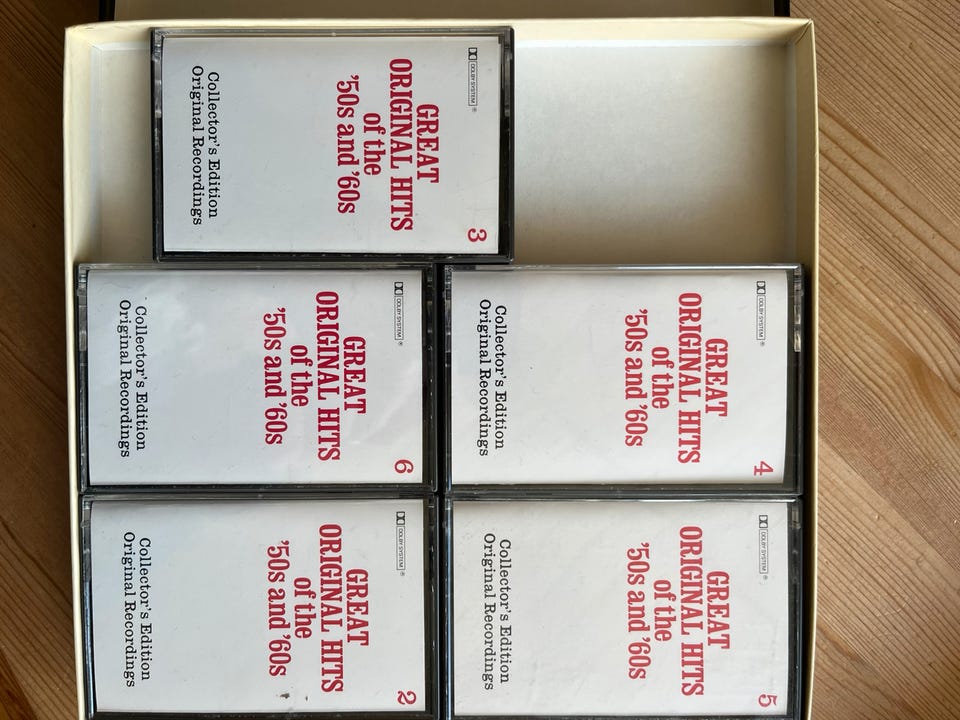 DOLBY SYSTEM ®
GREAT
ORIGINAL HITS
of the
'50s and '60s
3
Collector's Edition
Original Recordings
DOLBY SYSTEM ®
GREAT
ORIGINAL HITS
of the
'50s and '60s
6
Collector's Edition
Original Recordings
DOLBY SYSTEM ®
GREAT
ORIGINAL HITS
of the
'50s and '60s
4
Collector's Edition
Original Recordings
DOLBY SYSTEM ®
GREAT
ORIGINAL HITS
of the
'50s and '60s
2
Collector's Edition
Original Recordings
DOLBY SYSTEM ®
GREAT
ORIGINAL HITS
of the
'50s and '60s
5
Collector's Edition
Original Recordings